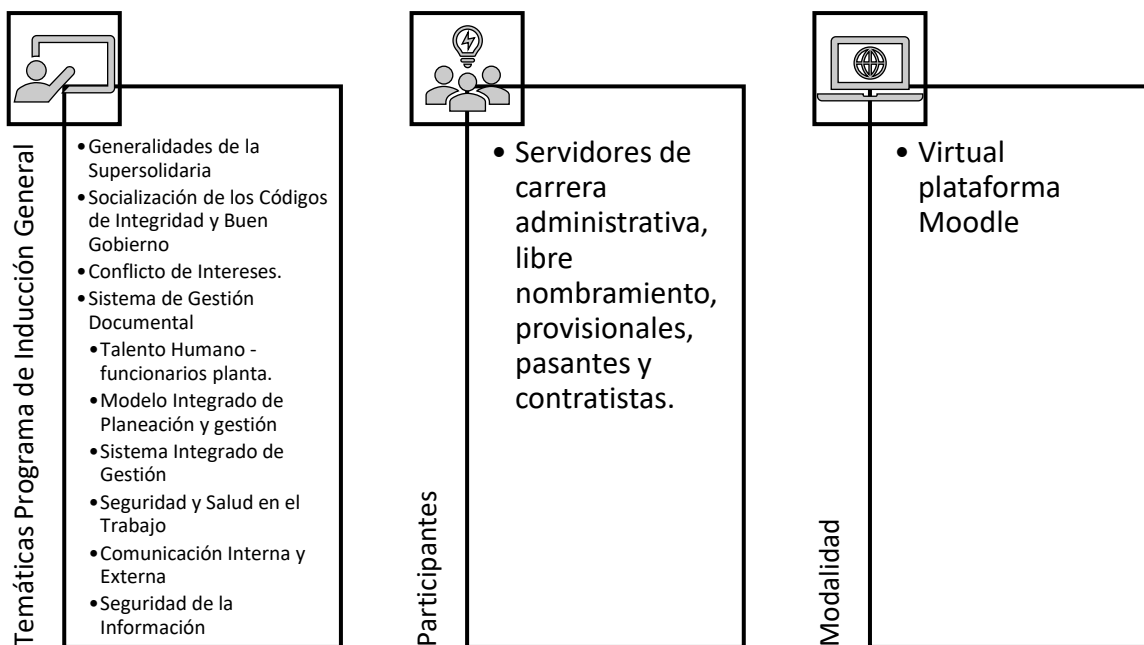 Temáticas Programa de Inducción General
•Generalidades de la
Supersolidaria
•Socialización de los Códigos
de Integridad y Buen
Gobierno
•Conflicto de Intereses.
•Sistema de Gestión
Documental
•Talento Humano -
funcionarios planta.
•Modelo Integrado de
Planeación y gestión
•Sistema Integrado de
Gestión
•Seguridad y Salud en el
Trabajo
•Comunicación Interna y
Externa
•Seguridad de la
Información
Participantes
• Servidores de
carrera
administrativa,
libre
nombramiento,
provisionales,
pasantes y
contratistas.
Modalidad
• Virtual
plataforma
Moodle